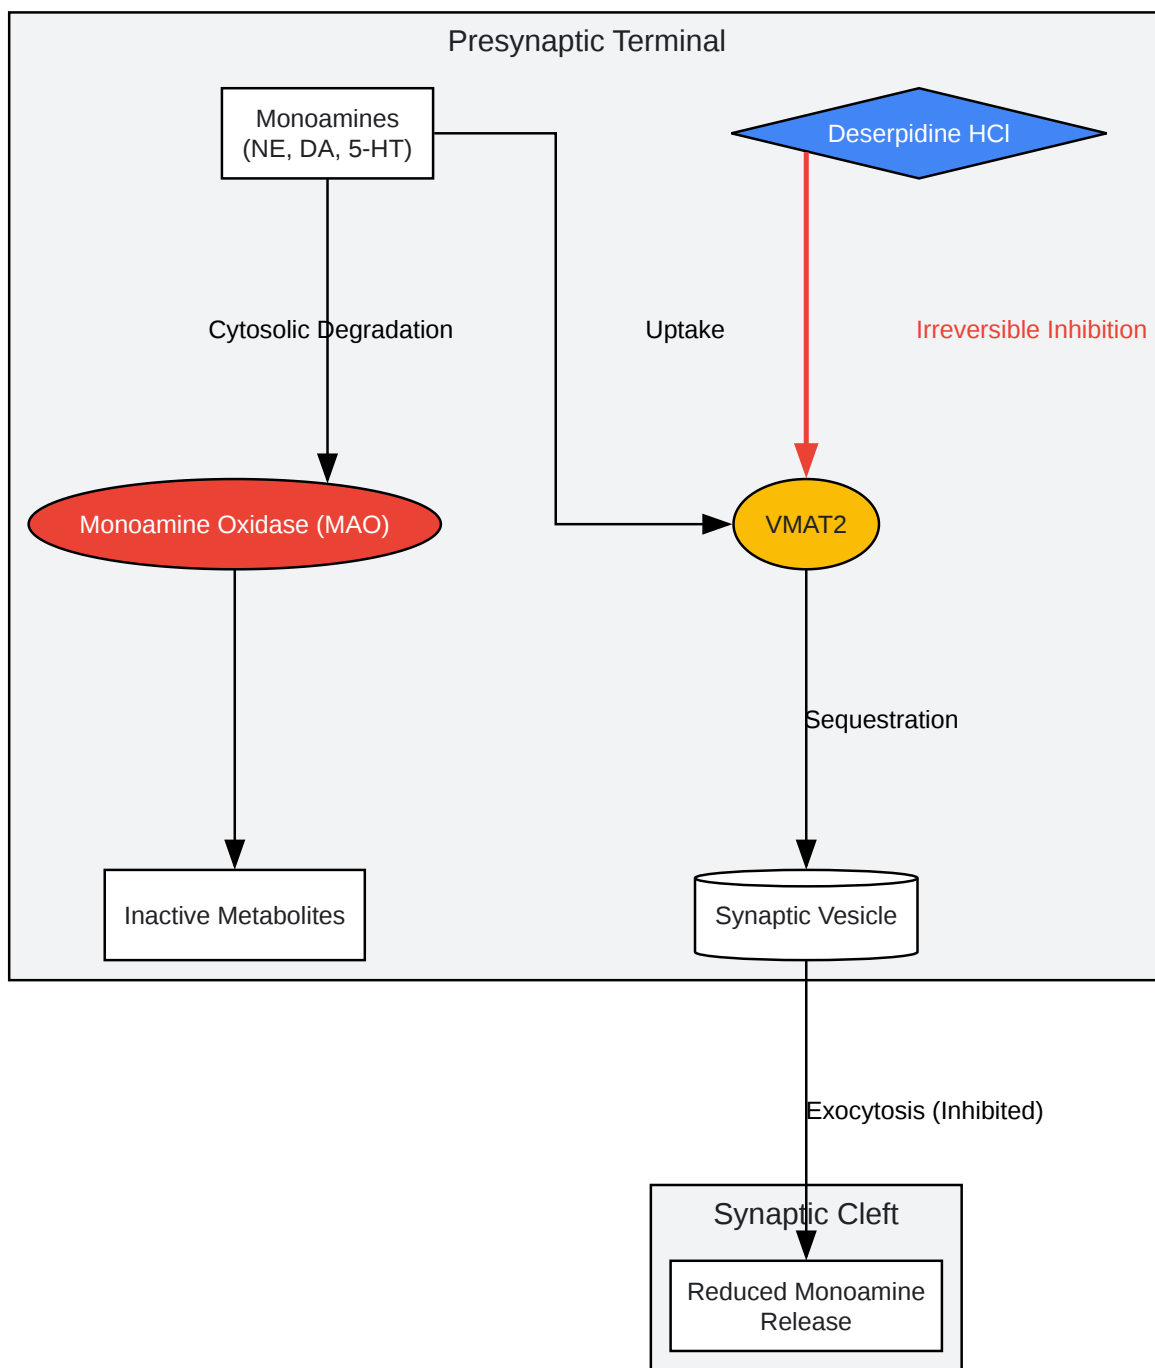 Presynaptic Terminal
Monoamines
(NE, DA, 5-HT)
Deserpidine HCl
Cytosolic Degradation
Uptake
Irreversible Inhibition
Monoamine Oxidase (MAO)
VMAT2
Sequestration
Inactive Metabolites
Synaptic Vesicle
Exocytosis (Inhibited)
Synaptic Cleft
Reduced Monoamine
Release